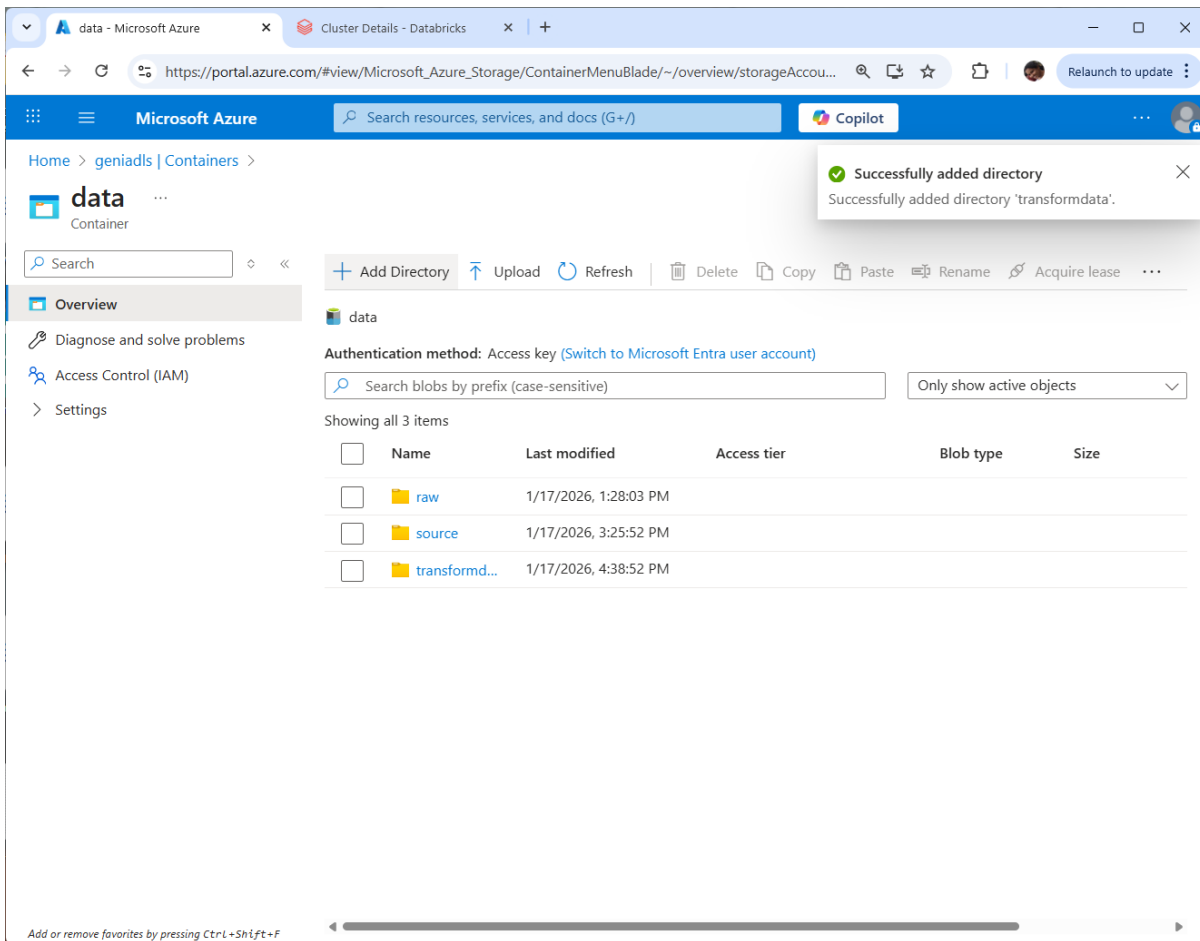 data - Microsoft Azure
Cluster Details - Databricks
https://portal.azure.com/#view/Microsoft_Azure_Storage/ContainerMenuBlade/~/overview/storageAccou...
Relaunch to update
Microsoft Azure
Search resources, services, and docs (G+/)
Copilot
...
Home > geniadls | Containers >
Successfully added directory
Successfully added directory 'transformdata'.
data
...
Container
Search
Add Directory
Upload
Refresh
Delete
Copy
Paste
Rename
Acquire lease
...
Overview
Diagnose and solve problems
Access Control (IAM)
Settings
data
Authentication method: Access key (Switch to Microsoft Entra user account)
Search blobs by prefix (case-sensitive)
Only show active objects
Showing all 3 items
Name Last modified Access tier Blob type Size
raw 1/17/2026, 1:28:03 PM
source 1/17/2026, 3:25:52 PM
transformd... 1/17/2026, 4:38:52 PM
Add or remove favorites by pressing Ctrl+Shift+F